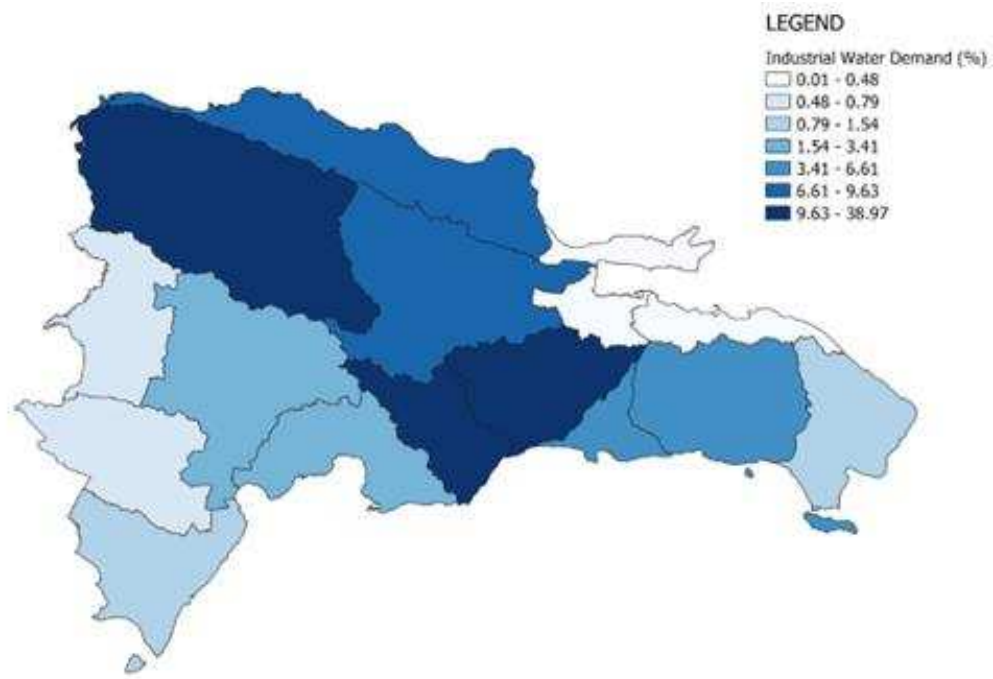 LEGEND
Industrial Water Demand (%)
0.01 - 0.48
0.48 - 0.79
0.79 - 1.54
1.54 - 3.41
3.41 - 6.61
6.61 - 9.63
9.63 - 38.97